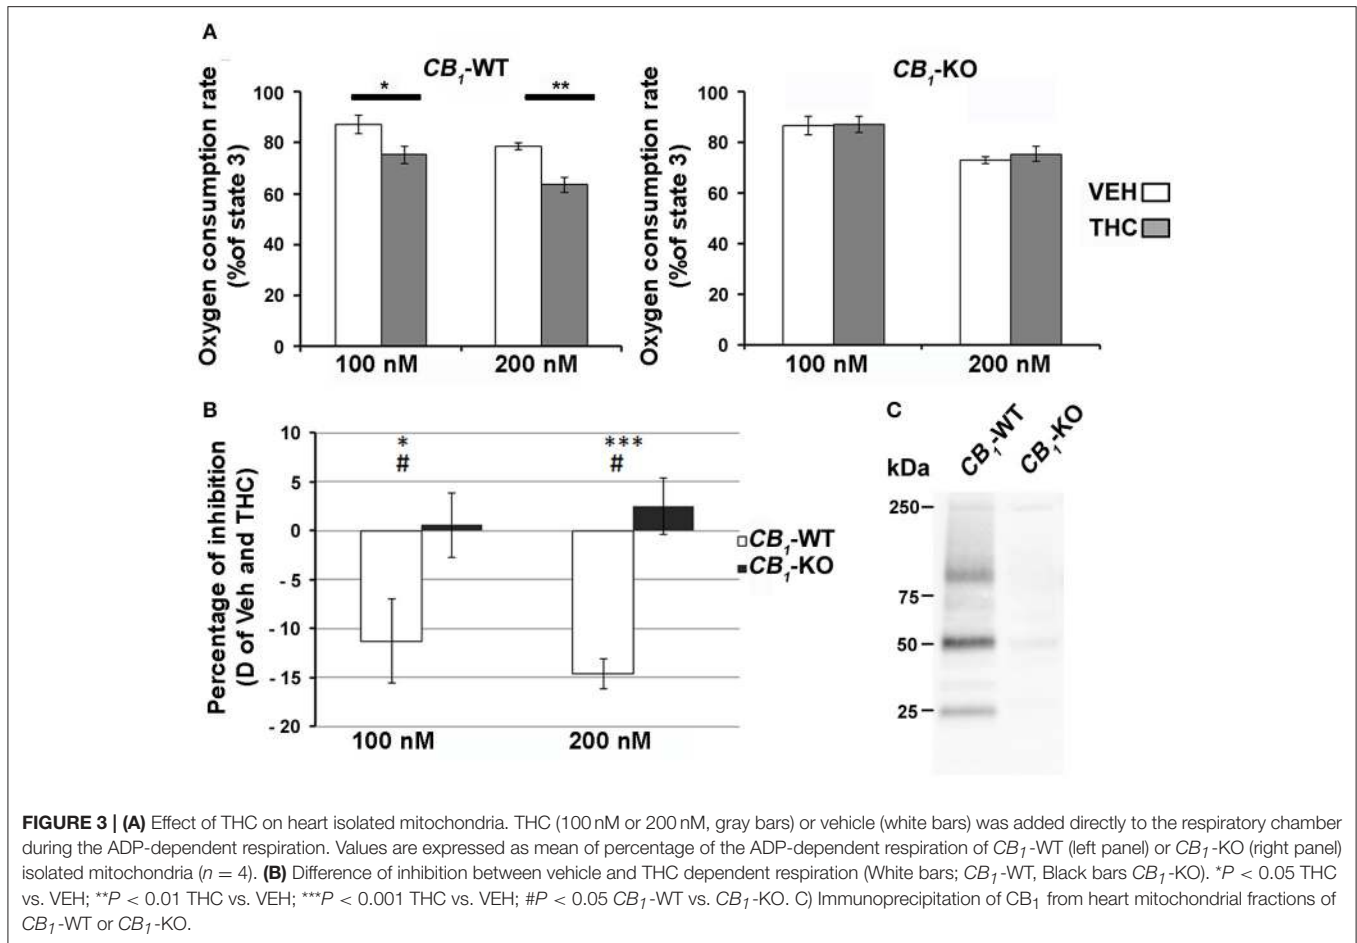 A
CB1-WT
CB1-KO
Oxygen consumption rate
(%of state 3)
100
80
60
40
20
0
*
**
100 nM
200 nM
Oxygen consumption rate
(%of state 3)
100
80
60
40
20
0
100 nM
200 nM
VEH
THC
B
Percentage of inhibition
(D of Veh and THC)
10
5
0
- 5
- 10
- 15
- 20
*
#
***
#
100 nM
200 nM
CB1-WT
CB1-KO
C
kDa
CB1-WT
CB1-KO
250
75
50
25
FIGURE 3 | (A) Effect of THC on heart isolated mitochondria. THC (100 nM or 200 nM, gray bars) or vehicle (white bars) was added directly to the respiratory chamber
during the ADP-dependent respiration. Values are expressed as mean of percentage of the ADP-dependent respiration of CB1-WT (left panel) or CB1-KO (right panel)
isolated mitochondria (n = 4). (B) Difference of inhibition between vehicle and THC dependent respiration (White bars; CB1-WT, Black bars CB1-KO). *P < 0.05 THC
vs. VEH; **P < 0.01 THC vs. VEH; ***P < 0.001 THC vs. VEH; #P < 0.05 CB1-WT vs. CB1-KO. C) Immunoprecipitation of CB1 from heart mitochondrial fractions of
CB1-WT or CB1-KO.